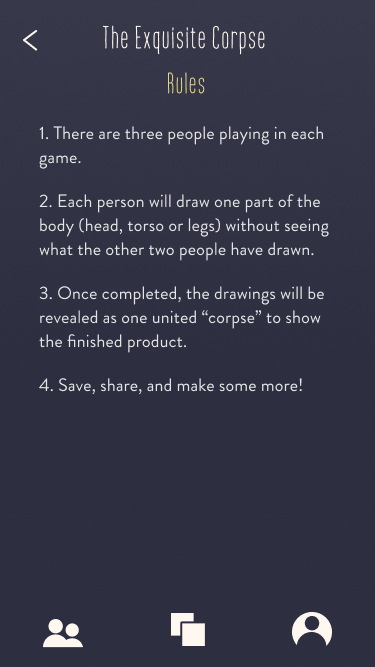 The Exquisite Corpse
Rules
1. There are three people playing in each
game.
2. Each person will draw one part of the
body (head, torso or legs) without seeing
what the other two people have drawn.
3. Once completed, the drawings will be
revealed as one united “corpse” to show
the finished product.
4. Save, share, and make some more!